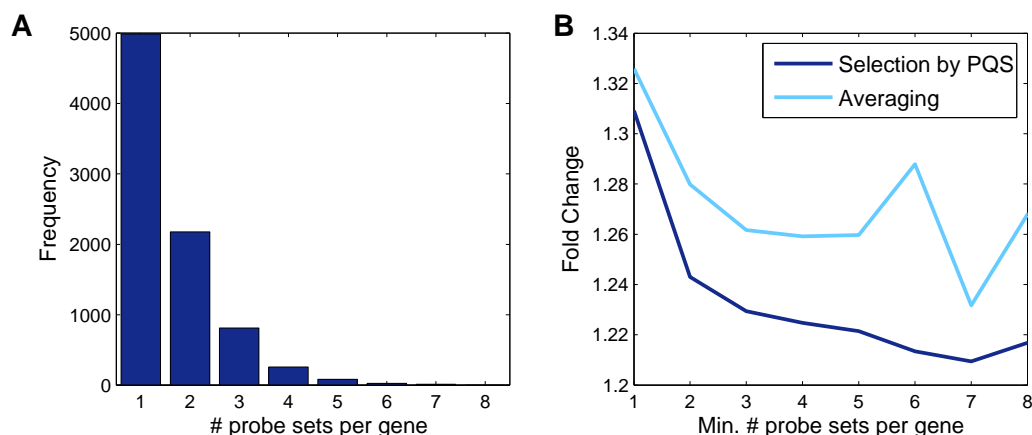 A
5000
4000
3000
2000
1000
0
Frequency
1 2 3 4 5 6 7 8
# probe sets per gene
B
1.34
1.32
1.3
1.28
1.26
1.24
1.22
1.2
Fold Change
Selection by PQS
Averaging
1 2 3 4 5 6 7 8
Min. # probe sets per gene